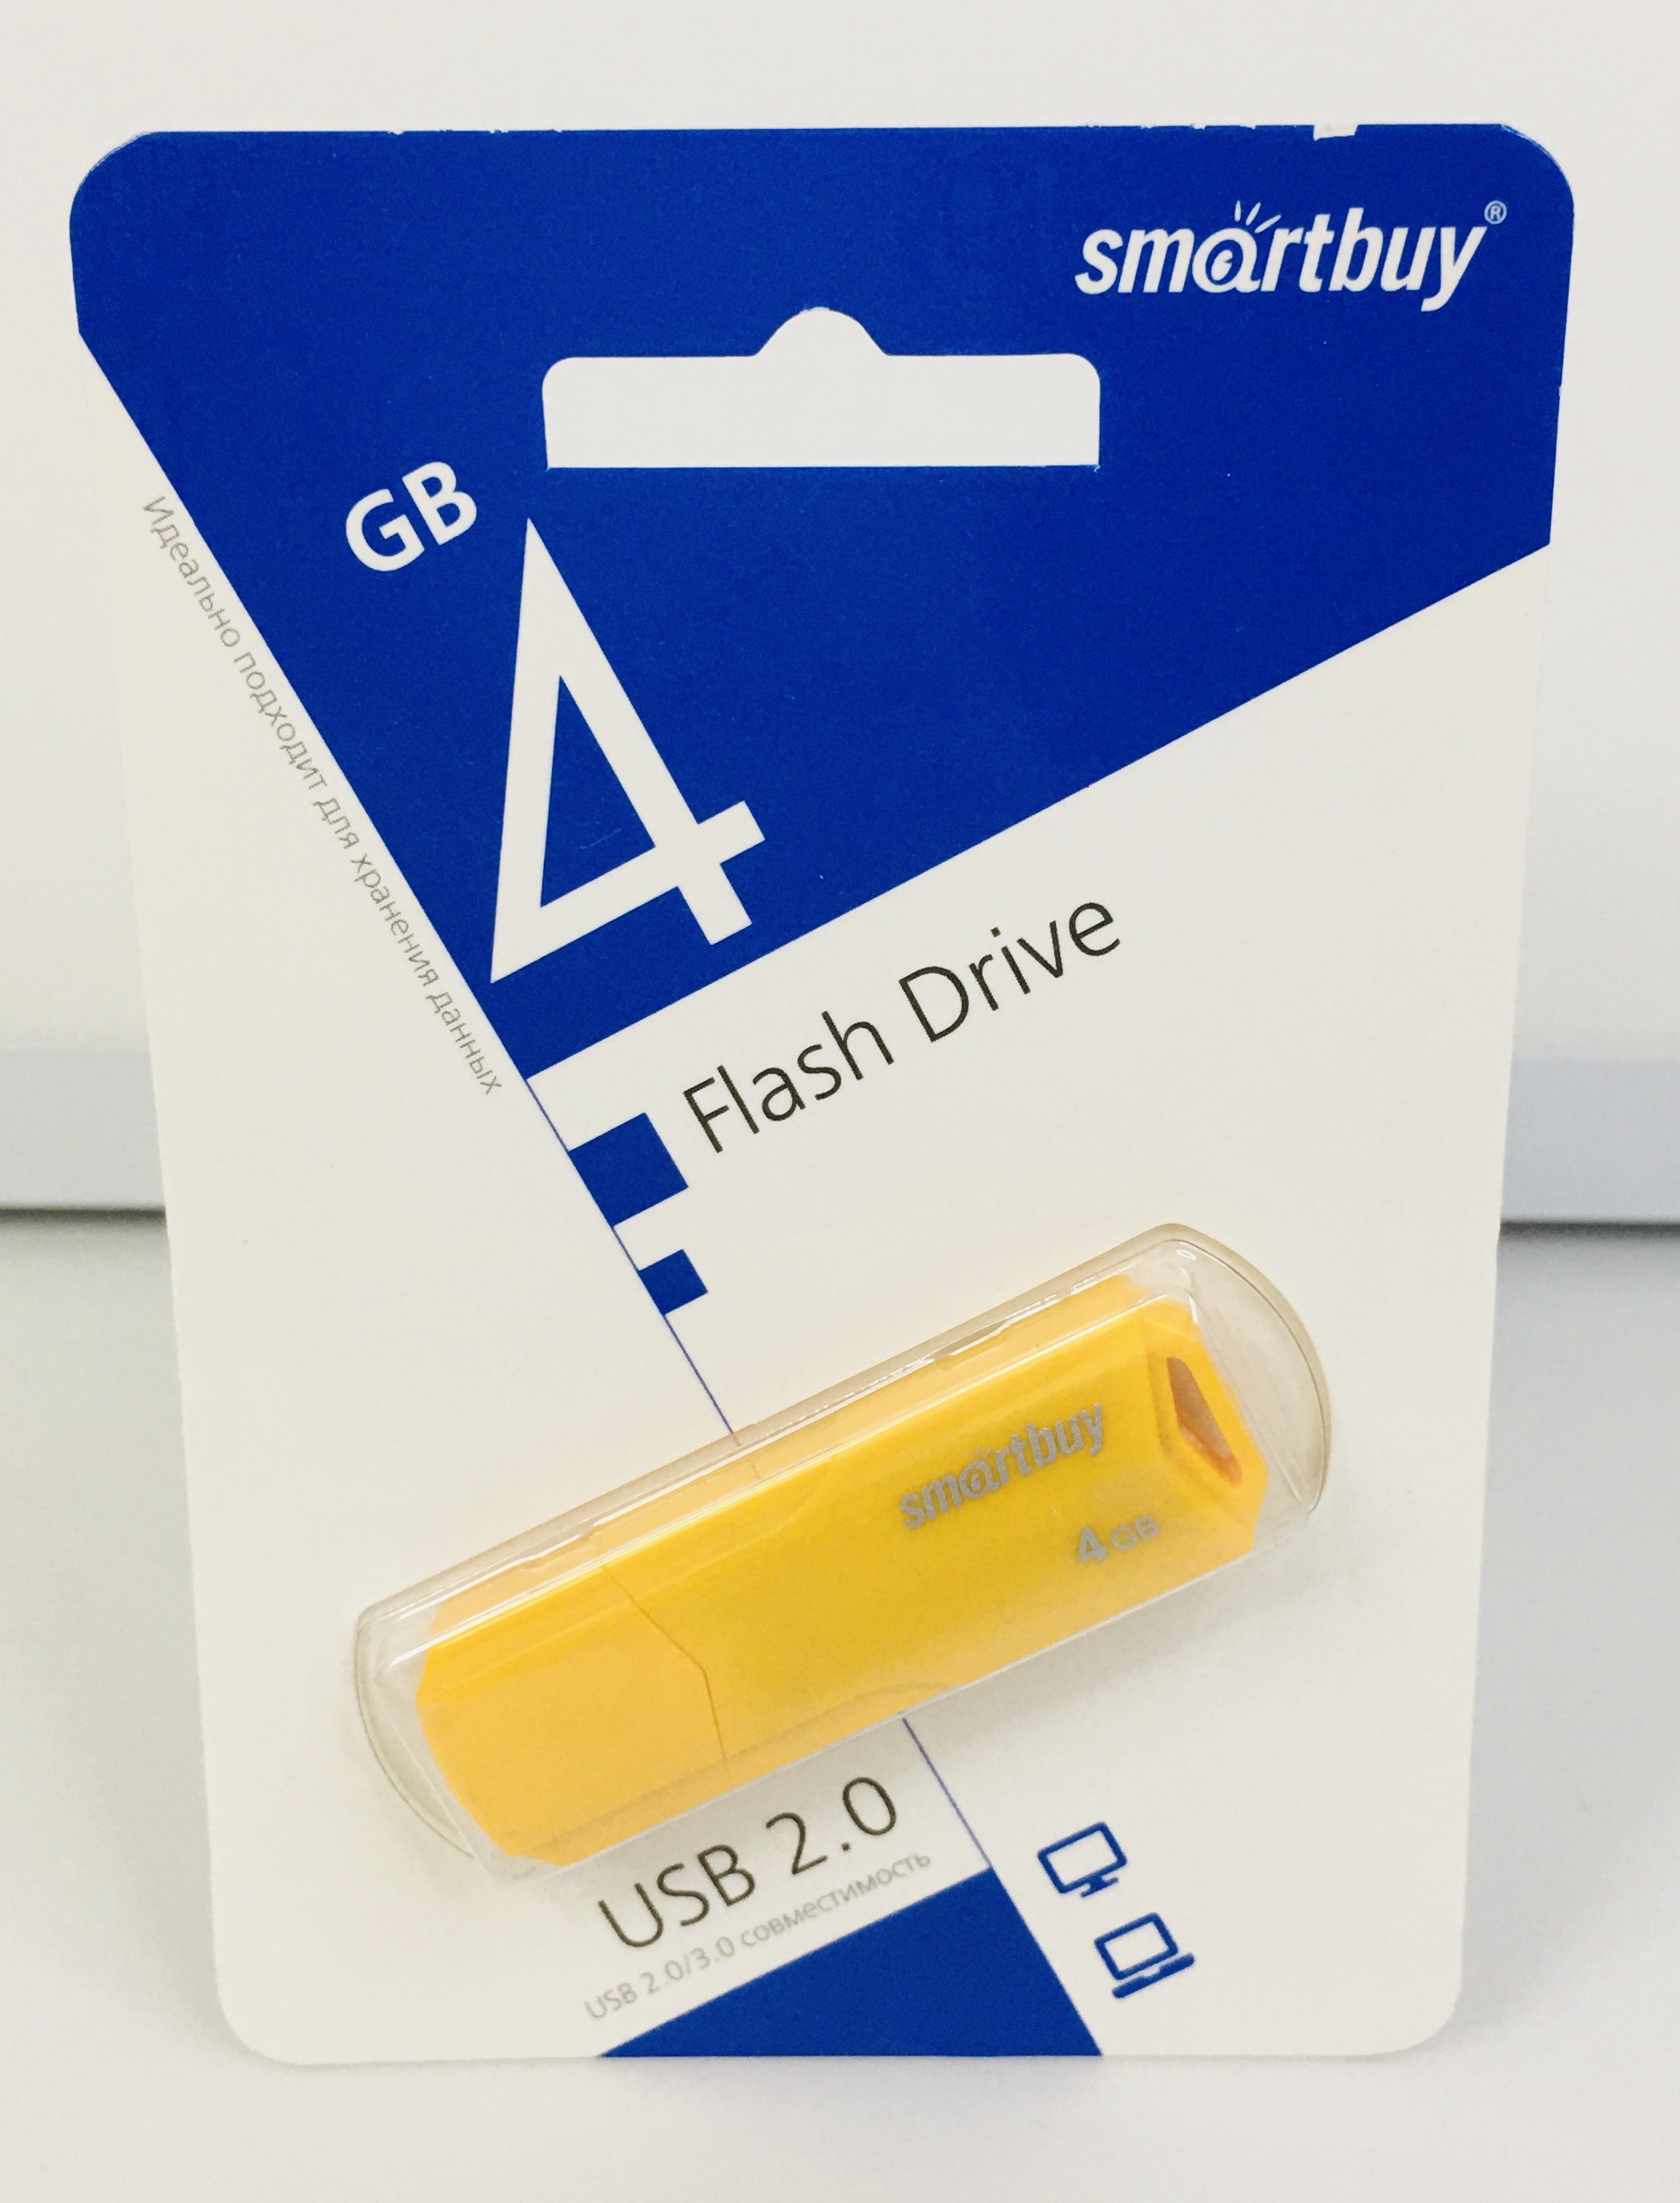 smartbuy®
GB
4
Идеально подходит для хранения данных
Flash Drive
smartbuy
4 GB
USB 2.0
USB 2.0/3.0 совместимость